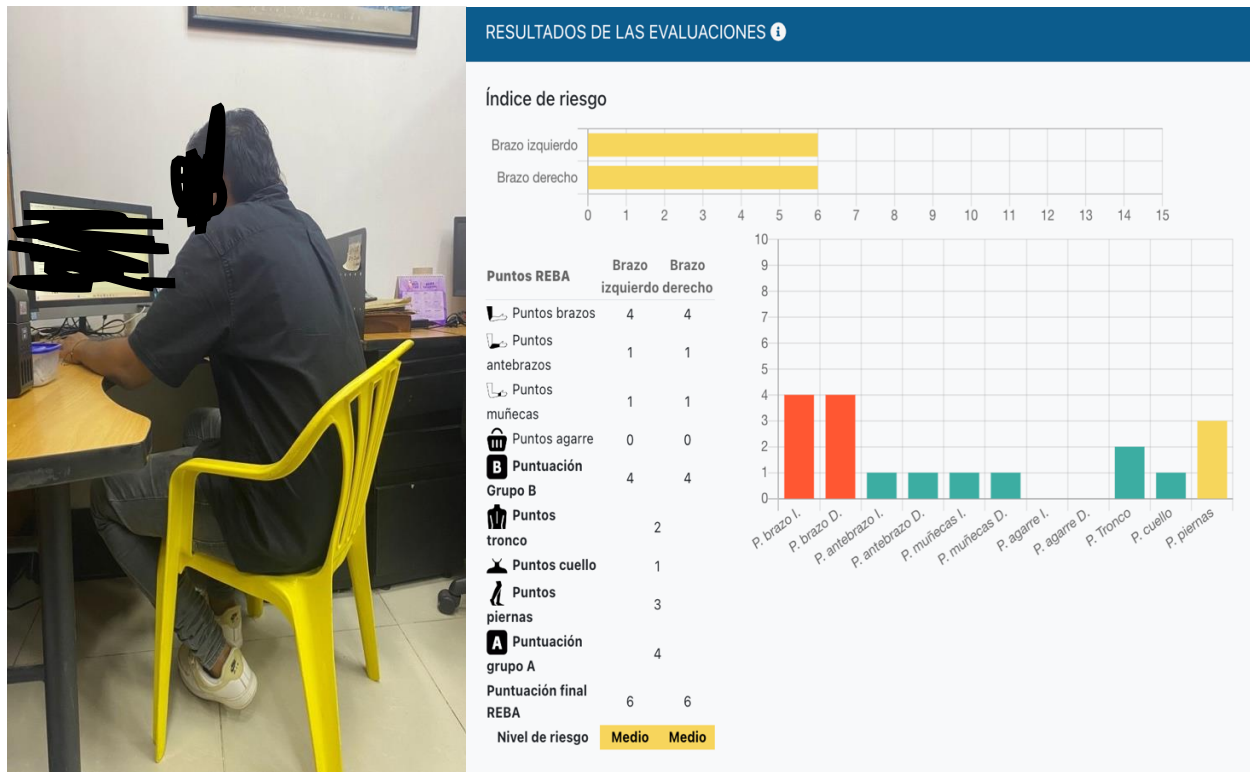 RESULTADOS DE LAS EVALUACIONES
Índice de riesgo
Brazo izquierdo
Brazo derecho
0 1 2 3 4 5 6 7 8 9 10 11 12 13 14 15
Puntos REBA
Brazo izquierdo
Brazo derecho
Puntos brazos 4 4
Puntos antebrazos 1 1
Puntos muñecas 1 1
Puntos agarre 0 0
B Puntuación Grupo B 4 4
Puntos tronco 2
Puntos cuello 1
Puntos piernas 3
A Puntuación grupo A 4
Puntuación final REBA 6 6
Nivel de riesgo Medio Medio
10
9
8
7
6
5
4
3
2
1
0
P. brazo I.
P. brazo D.
P. antebrazo I.
P. antebrazo D.
P. muñecas I.
P. muñecas D.
P. agarre I.
P. agarre D.
P. Tronco
P. cuello
P. piernas